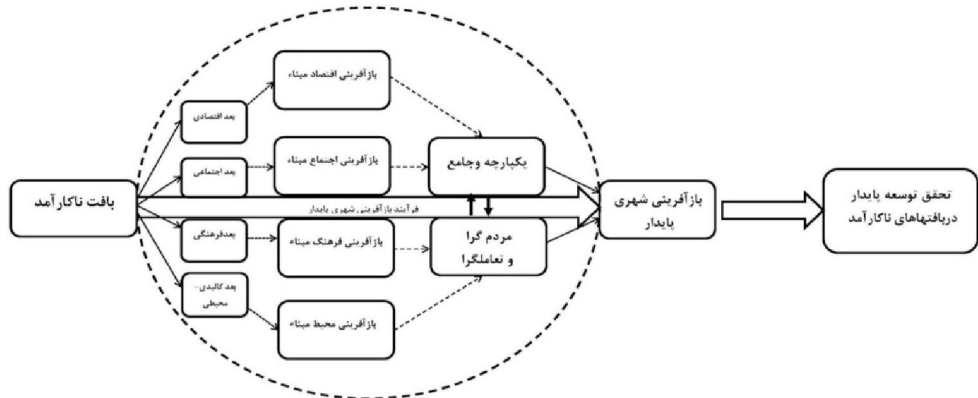 بافت ناکارآمد
بعد اقتصادی
بعد اجتماعی
بعدفرهنگی
بعد کالبدی-
محیطی
بازآفرینی اقتصاد مبناء
بازآفرینی اجتماع مبناء
فرآیند بازآفرینی شهری پایدار
بازآفرینی فرهنگ مبناء
بازآفرینی محیط مبناء
یکپارچه وجامع
مردم گرا
و تعاملگرا
بازآفرینی شهری
پایدار
تحقق توسعه پایدار
دربافتهای ناکارآمد